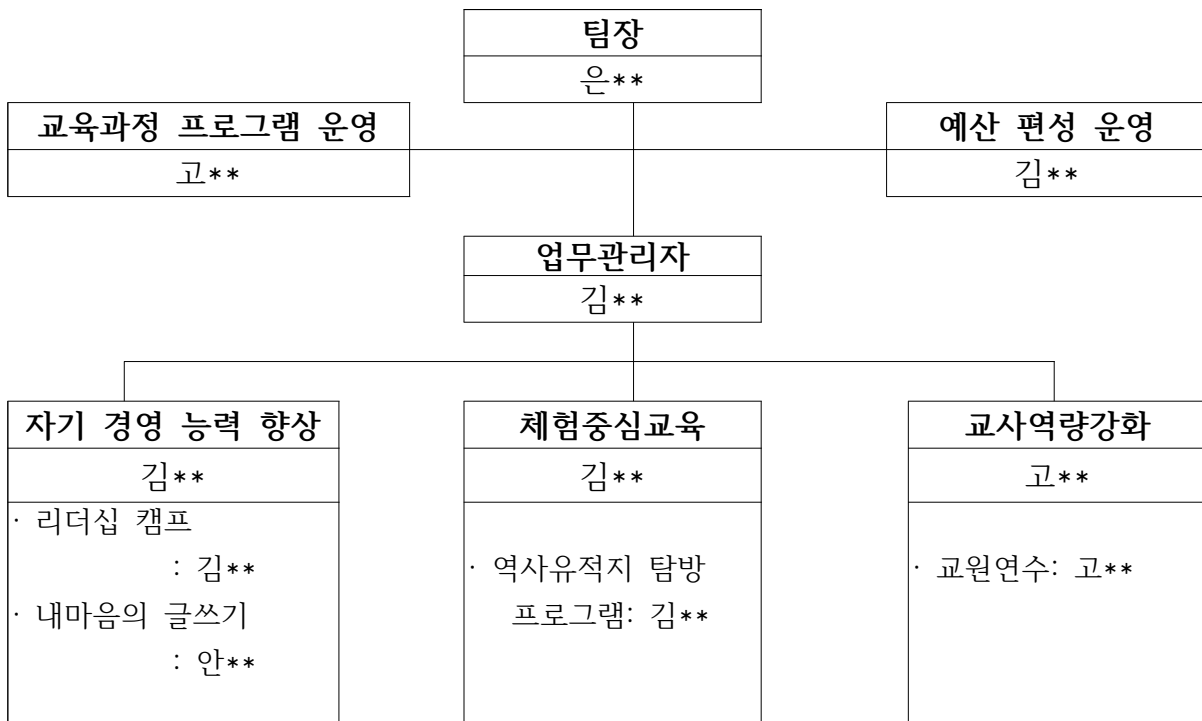 팀장
은**
교육과정 프로그램 운영
고**
예산 편성 운영
김**
업무관리자
김**
자기 경영 능력 향상
김**
· 리더십 캠프
: 김**
· 내마음의 글쓰기
: 안**
체험중심교육
김**
· 역사유적지 탐방
프로그램: 김**
교사역량강화
고**
· 교원연수: 고**